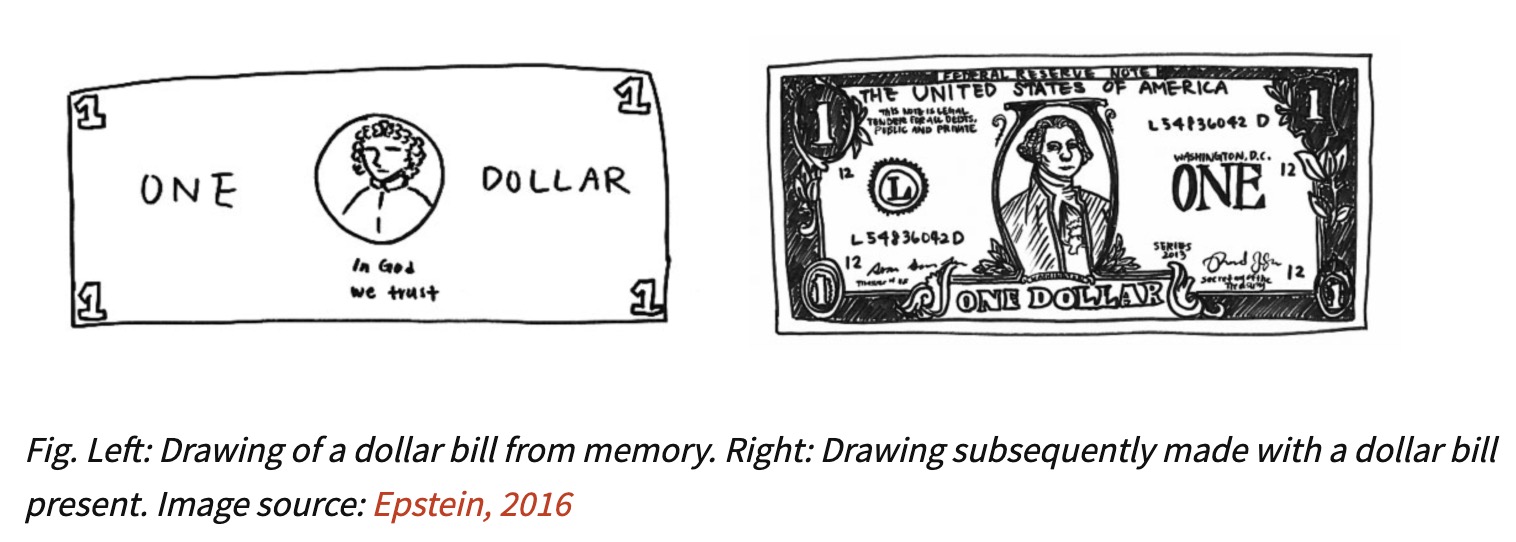 1
1
ONE
DOLLAR
In God
we trust
1
1
FEDERAL RESERVE NOTE
THE UNITED STATES OF AMERICA
1
1
THIS NOTE IS LEGAL
TENDER FOR ALL DEBTS,
PUBLIC AND PRIVATE
L54836042 D
WASHINGTON, D.C.
12
L
ONE
12
L54836042D
SERIES
2013
12
secretary of the
Treasury
12
1
ONE DOLLAR
1
Fig. Left: Drawing of a dollar bill from memory. Right: Drawing subsequently made with a dollar bill
present. Image source: Epstein, 2016